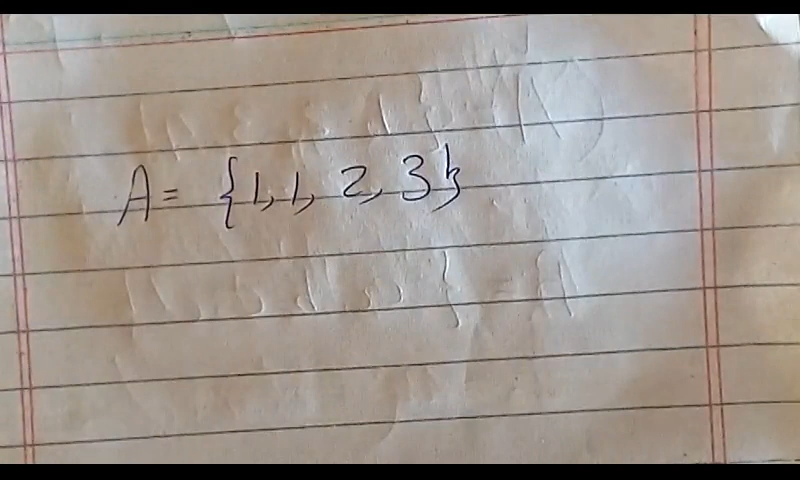 A = {1, 1, 2, 3}